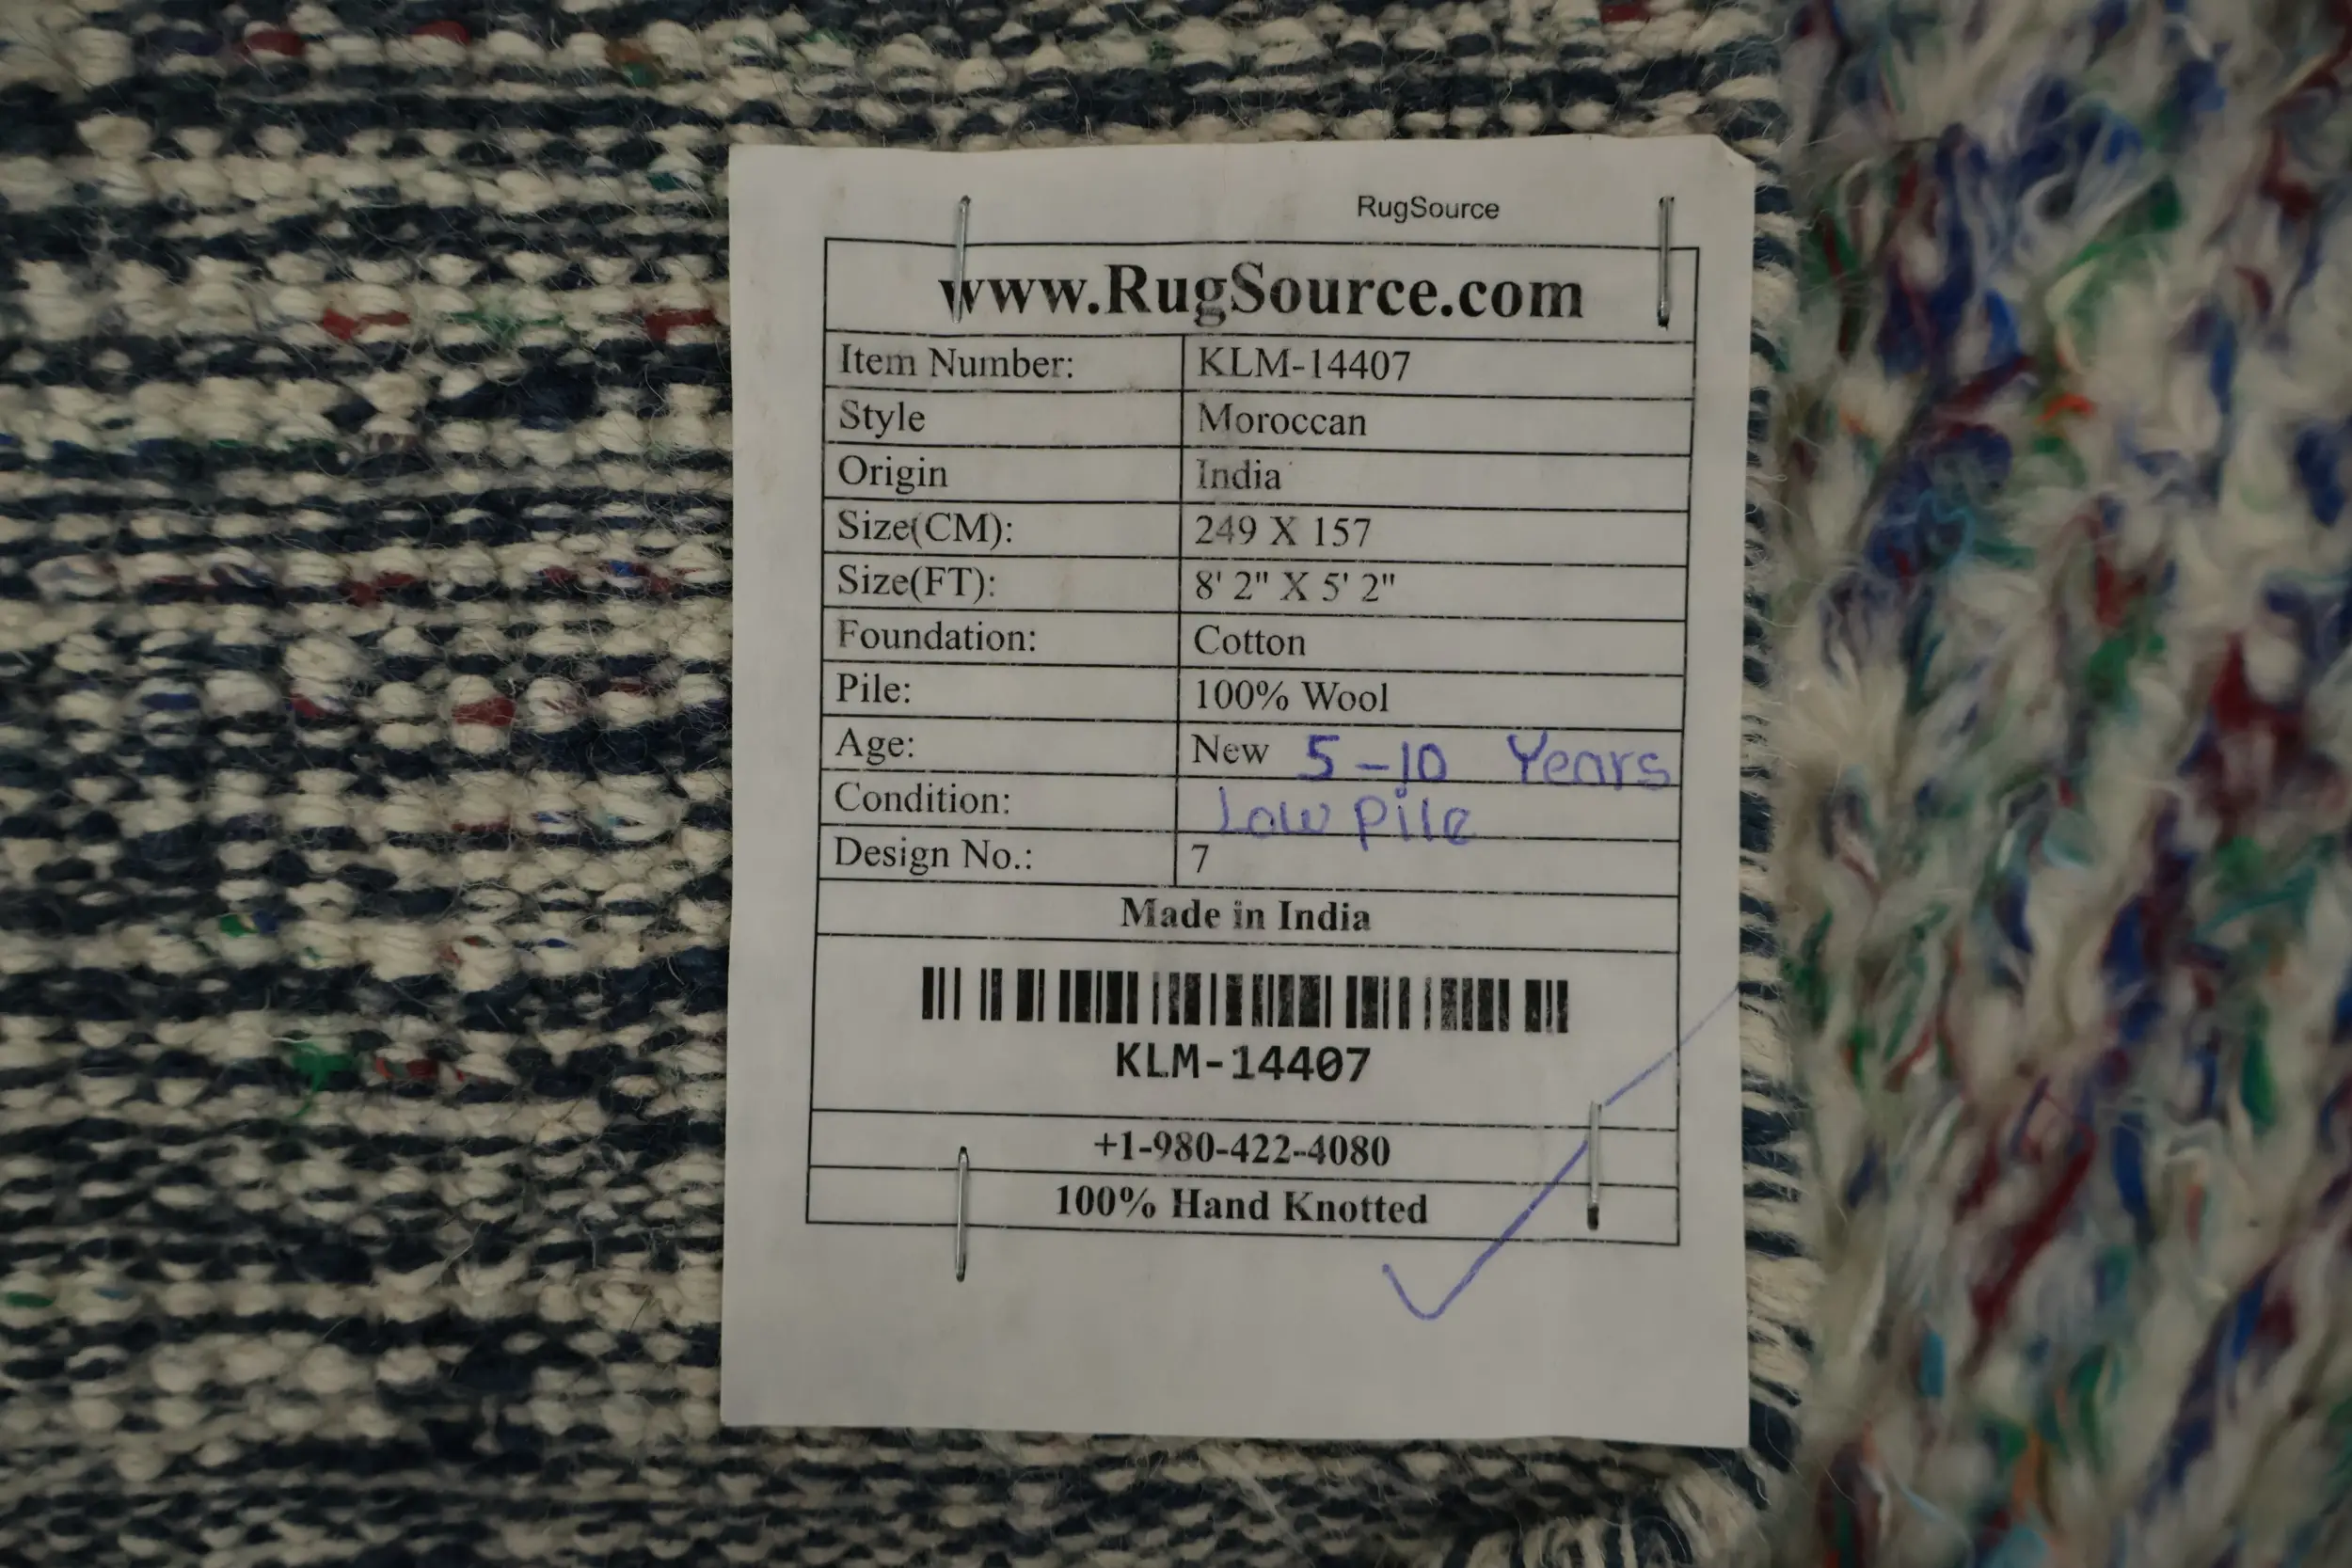 RugSource
www.RugSource.com
Item Number: KLM-14407
Style Moroccan
Origin India
Size(CM): 249 X 157
Size(FT): 8' 2" X 5' 2"
Foundation: Cotton
Pile: 100% Wool
Age: New 5-10 Years
Condition: Low Pile
Design No.: 7
Made in India
KLM-14407
+1-980-422-4080
100% Hand Knotted